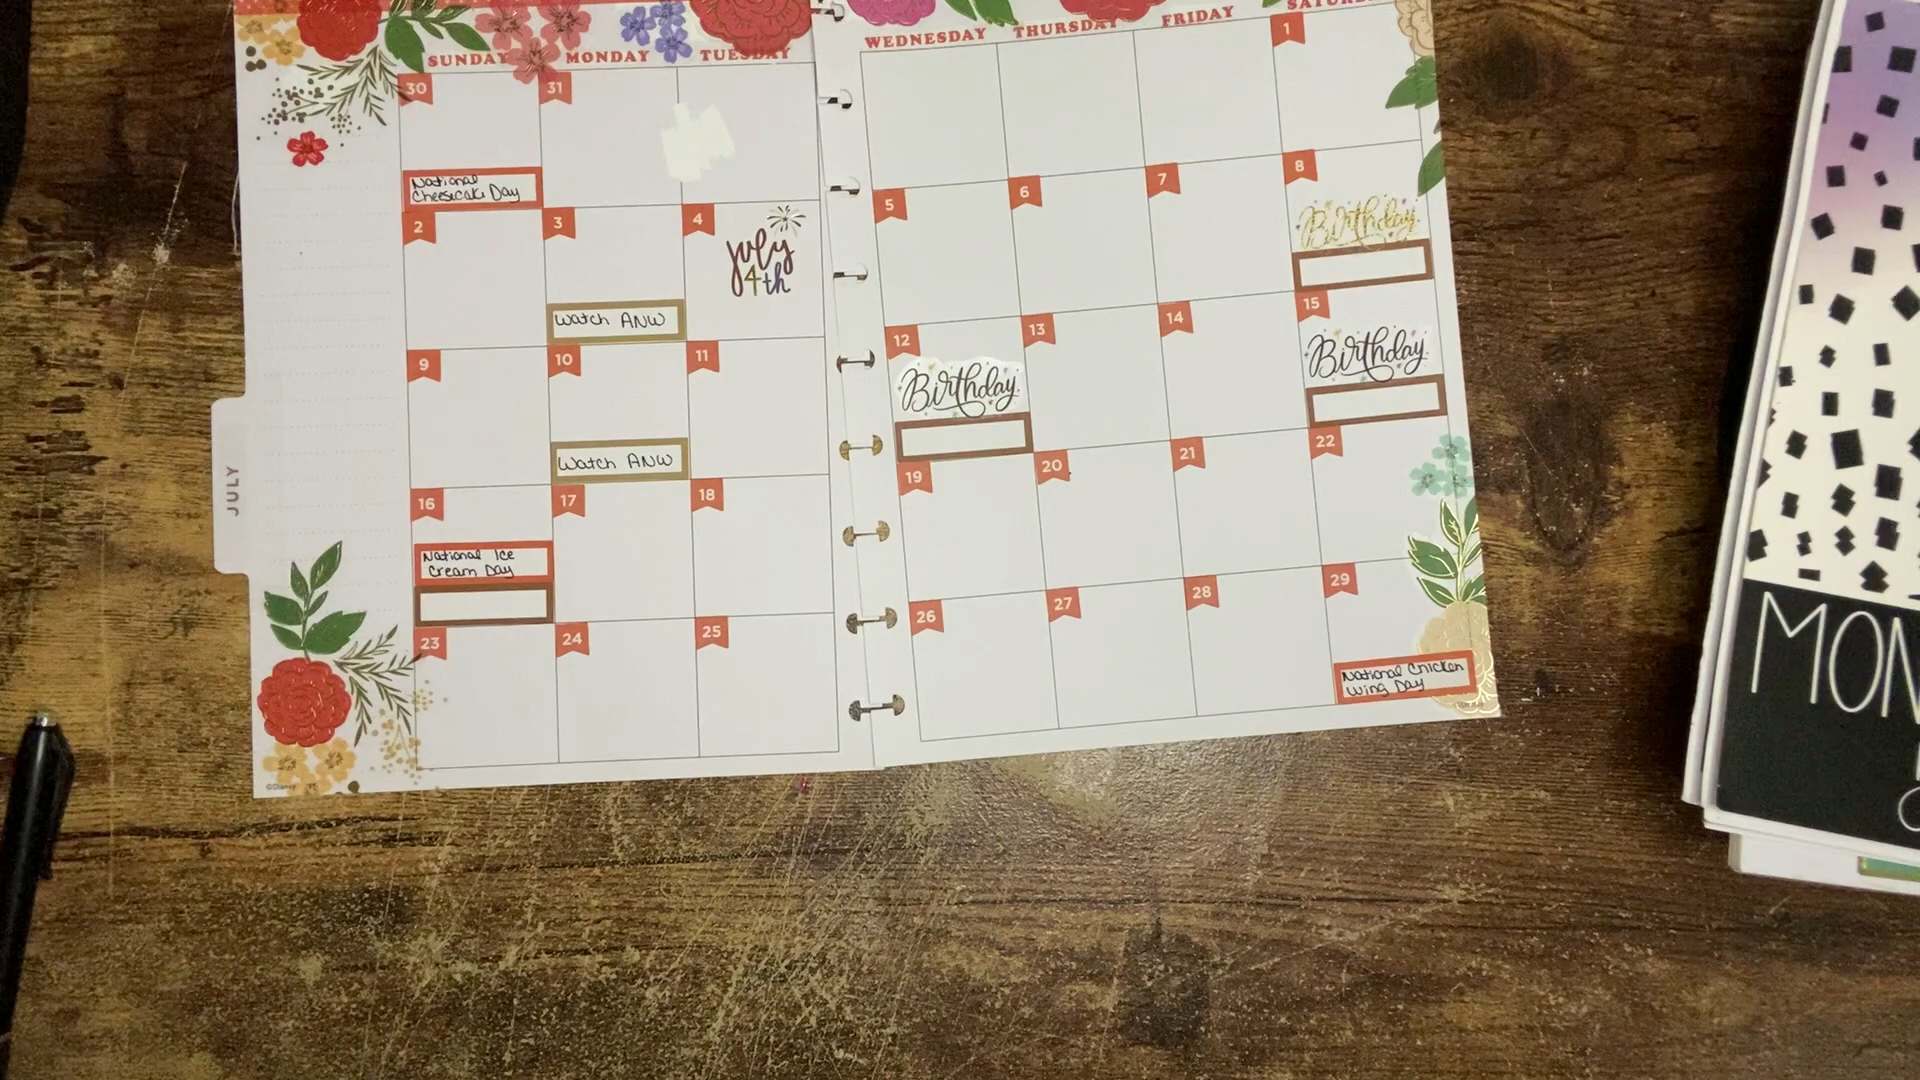 SUNDAY MONDAY TUESDAY WEDNESDAY THURSDAY FRIDAY
30 31 1
National
Cheesecake Day
2 3 4 5 6 7 8
July
4th
Birthday
Watch ANW
9 10 11 12 13 14 15
Birthday Birthday
Watch ANW
16 17 18 19 20 21 22
National Ice
Cream Day
23 24 25 26 27 28 29
National Chicken
Wing Day
JULY
©Disney